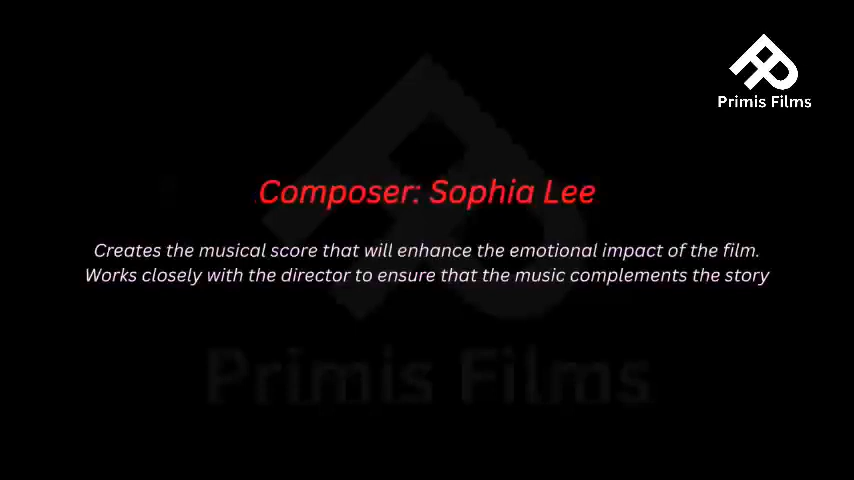 Primis Films
Composer: Sophia Lee
Creates the musical score that will enhance the emotional impact of the film.
Works closely with the director to ensure that the music complements the story
Primis Films